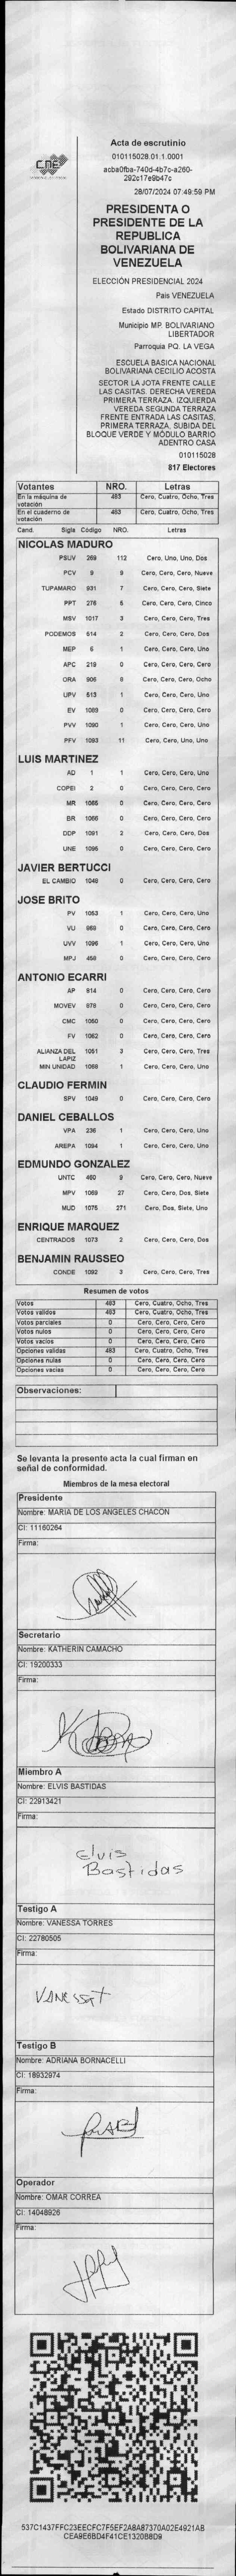 CNE
Acta de escrutinio
010115028.01.1.0001
acba0fba-740d-4b7c-a260-
292c17e9b47c
28/07/2024 07:49:59 PM
PRESIDENTA O
PRESIDENTE DE LA
REPUBLICA
BOLIVARIANA DE
VENEZUELA
ELECCIÓN PRESIDENCIAL 2024
Pais VENEZUELA
Estado DISTRITO CAPITAL
Municipio MP. BOLIVARIANO
LIBERTADOR
Parroquia PQ. LA VEGA
ESCUELA BASICA NACIONAL
BOLIVARIANA CECILIO ACOSTA
SECTOR LA JOTA FRENTE CALLE
LAS CASITAS. DERECHA VEREDA
PRIMERA TERRAZA. IZQUIERDA
VEREDA SEGUNDA TERRAZA
FRENTE ENTRADA LAS CASITAS,
PRIMERA TERRAZA, SUBIDA DEL
BLOQUE VERDE Y MÓDULO BARRIO
ADENTRO CASA
010115028
817 Electores
Votantes NRO. Letras
En la máquina de votación 483 Cero, Cuatro, Ocho, Tres
En el cuaderno de votación 483 Cero, Cuatro, Ocho, Tres
Cand. Sigla Código NRO. Letras
NICOLAS MADURO
PSUV 269 112 Cero, Uno, Uno, Dos
PCV 9 9 Cero, Cero, Cero, Nueve
TUPAMARO 931 7 Cero, Cero, Cero, Siete
PPT 276 5 Cero, Cero, Cero, Cinco
MSV 1017 3 Cero, Cero, Cero, Tres
PODEMOS 514 2 Cero, Cero, Cero, Dos
MEP 6 1 Cero, Cero, Cero, Uno
APC 219 0 Cero, Cero, Cero, Cero
ORA 906 8 Cero, Cero, Cero, Ocho
UPV 513 1 Cero, Cero, Cero, Uno
EV 1089 0 Cero, Cero, Cero, Cero
PVV 1090 1 Cero, Cero, Cero, Uno
PFV 1093 11 Cero, Cero, Uno, Uno
LUIS MARTINEZ
AD 1 1 Cero, Cero, Cero, Uno
COPEI 2 0 Cero, Cero, Cero, Cero
MR 1065 0 Cero, Cero, Cero, Cero
BR 1086 0 Cero, Cero, Cero, Cero
DDP 1091 2 Cero, Cero, Cero, Dos
UNE 1095 0 Cero, Cero, Cero, Cero
JAVIER BERTUCCI
EL CAMBIO 1048 0 Cero, Cero, Cero, Cero
JOSE BRITO
PV 1053 1 Cero, Cero, Cero, Uno
VU 969 0 Cero, Cero, Cero, Cero
UVV 1096 1 Cero, Cero, Cero, Uno
MPJ 458 0 Cero, Cero, Cero, Cero
ANTONIO ECARRI
AP 814 0 Cero, Cero, Cero, Cero
MOVEV 878 0 Cero, Cero, Cero, Cero
CMC 1050 0 Cero, Cero, Cero, Cero
FV 1062 0 Cero, Cero, Cero, Cero
ALIANZA DEL LAPIZ 1051 3 Cero, Cero, Cero, Tres
MIN UNIDAD 1068 1 Cero, Cero, Cero, Uno
CLAUDIO FERMIN
SPV 1049 0 Cero, Cero, Cero, Cero
DANIEL CEBALLOS
VPA 236 1 Cero, Cero, Cero, Uno
AREPA 1094 1 Cero, Cero, Cero, Uno
EDMUNDO GONZALEZ
UNTC 460 9 Cero, Cero, Cero, Nueve
MPV 1069 27 Cero, Cero, Dos, Siete
MUD 1075 271 Cero, Dos, Siete, Uno
ENRIQUE MARQUEZ
CENTRADOS 1073 2 Cero, Cero, Cero, Dos
BENJAMIN RAUSSEO
CONDE 1092 3 Cero, Cero, Cero, Tres
Resumen de votos
Votos 483 Cero, Cuatro, Ocho, Tres
Votos validos 483 Cero, Cuatro, Ocho, Tres
Votos parciales 0 Cero, Cero, Cero, Cero
Votos nulos 0 Cero, Cero, Cero, Cero
Votos vacios 0 Cero, Cero, Cero, Cero
Opciones validas 483 Cero, Cuatro, Ocho, Tres
Opciones nulas 0 Cero, Cero, Cero, Cero
Opciones vacias 0 Cero, Cero, Cero, Cero
Observaciones:
Se levanta la presente acta la cual firman en
señal de conformidad.
Miembros de la mesa electoral
Presidente
Nombre: MARIA DE LOS ANGELES CHACON
CI: 11160264
Firma:
Secretario
Nombre: KATHERIN CAMACHO
CI: 19200333
Firma:
Miembro A
Nombre: ELVIS BASTIDAS
CI: 22913421
Firma:
Elvis
Bastidas
Testigo A
Nombre: VANESSA TORRES
CI: 22780505
Firma:
Testigo B
Nombre: ADRIANA BORNACELLI
CI: 18932974
Firma:
Operador
Nombre: OMAR CORREA
CI: 14048926
Firma:
537C1437FFC23EECFC7F5EF2A8A87370A02E4921AB
CEA9E6BD4F41CE1320B8D9